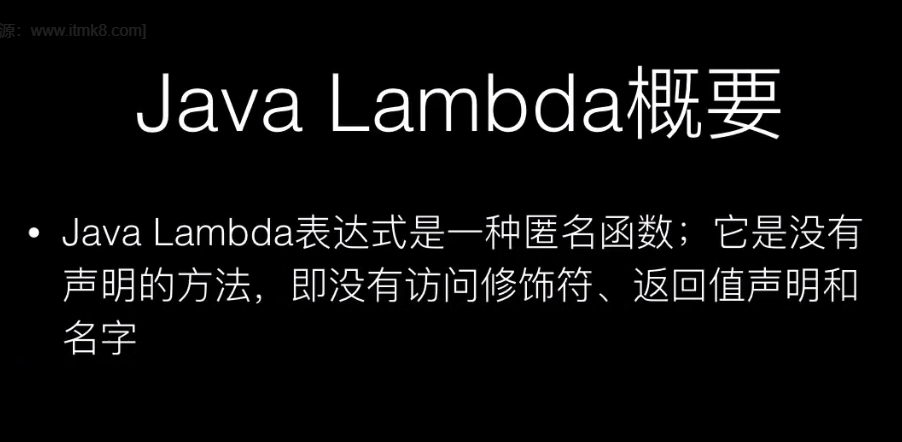 源：www.itmk8.com]
Java Lambda概要
• Java Lambda表达式是一种匿名函数；它是没有
声明的方法，即没有访问修饰符、返回值声明和
名字